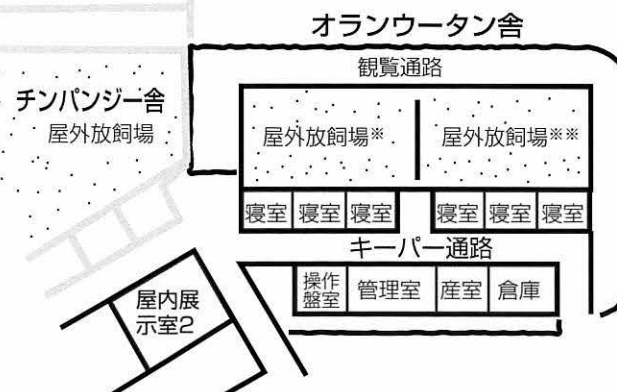 オランウータン舎
観覧通路
チンパンジー舎
屋外放飼場
屋外放飼場※
屋外放飼場※※
寝室
寝室
寝室
寝室
寝室
寝室
キーパー通路
操作
盤室
管理室
産室
倉庫
屋内展
示室2